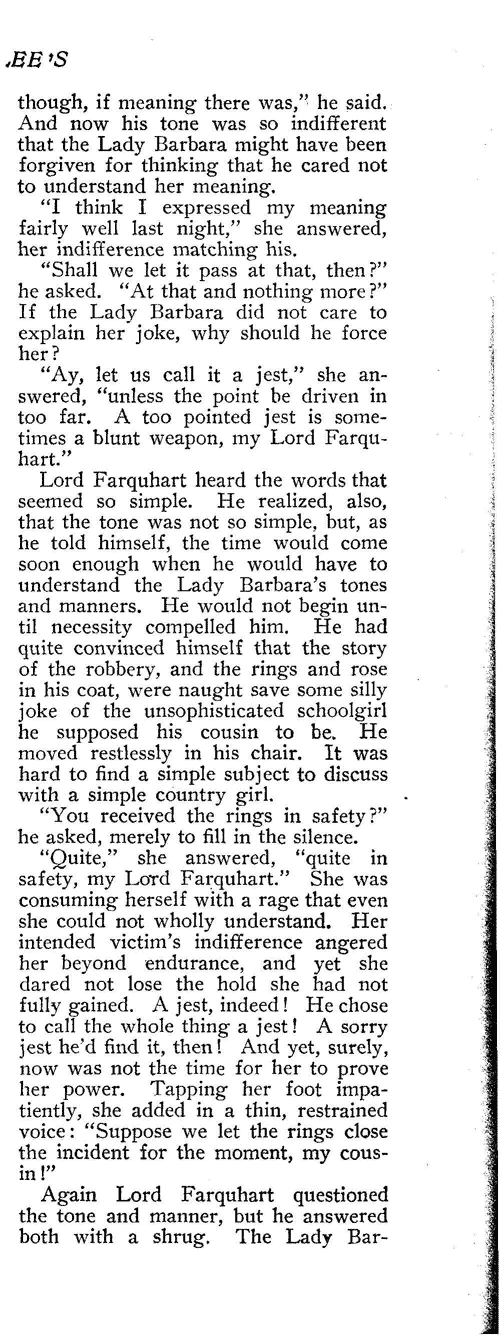 .EE'S
though, if meaning there was," he said.
And now his tone was so indifferent
that the Lady Barbara might have been
forgiven for thinking that he cared not
to understand her meaning.
"I think I expressed my meaning
fairly well last night," she answered,
her indifference matching his.
"Shall we let it pass at that, then?"
he asked. "At that and nothing more?"
If the Lady Barbara did not care to
explain her joke, why should he force
her?
"Ay, let us call it a jest," she an-
swered, "unless the point be driven in
too far. A too pointed jest is some-
times a blunt weapon, my Lord Farqu-
hart."
Lord Farquhart heard the words that
seemed so simple. He realized, also,
that the tone was not so simple, but, as
he told himself, the time would come
soon enough when he would have to
understand the Lady Barbara's tones
and manners. He would not begin un-
til necessity compelled him. He had
quite convinced himself that the story
of the robbery, and the rings and rose
in his coat, were naught save some silly
joke of the unsophisticated schoolgirl
he supposed his cousin to be. He
moved restlessly in his chair. It was
hard to find a simple subject to discuss
with a simple country girl.
"You received the rings in safety?"
he asked, merely to fill in the silence.
"Quite," she answered, "quite in
safety, my Lord Farquhart." She was
consuming herself with a rage that even
she could not wholly understand. Her
intended victim's indifference angered
her beyond endurance, and yet she
dared not lose the hold she had not
fully gained. A jest, indeed! He chose
to call the whole thing a jest! A sorry
jest he'd find it, then! And yet, surely,
now was not the time for her to prove
her power. Tapping her foot impa-
tiently, she added in a thin, restrained
voice: "Suppose we let the rings close
the incident for the moment, my cous-
in!"
Again Lord Farquhart questioned
the tone and manner, but he answered
both with a shrug. The Lady Bar-